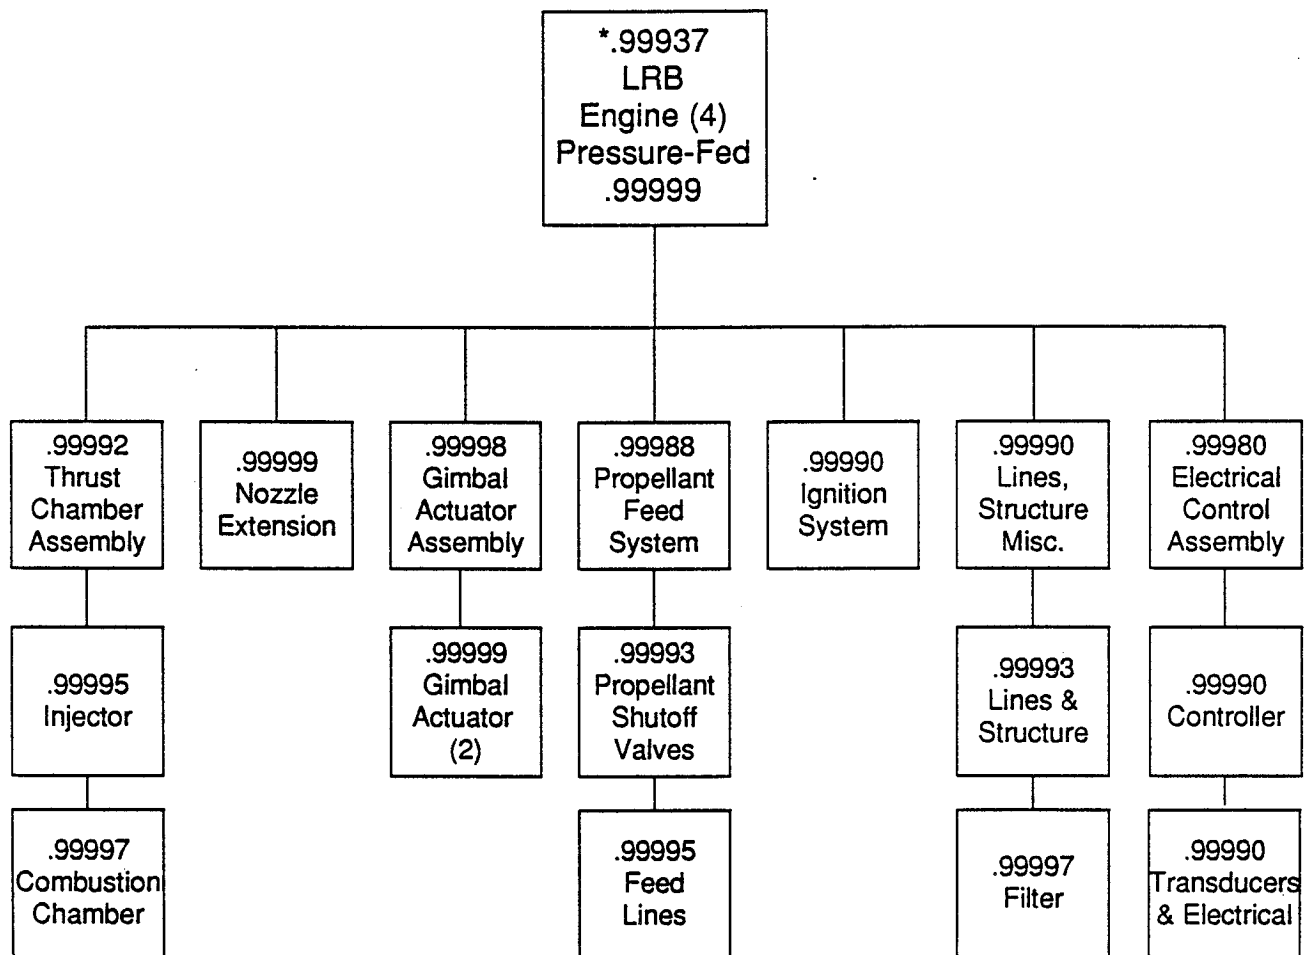 *.99937
LRB
Engine (4)
Pressure-Fed
.99999
.99992
Thrust
Chamber
Assembly
.99999
Nozzle
Extension
.99998
Gimbal
Actuator
Assembly
.99988
Propellant
Feed
System
.99990
Ignition
System
.99990
Lines,
Structure
Misc.
.99980
Electrical
Control
Assembly
.99995
Injector
.99999
Gimbal
Actuator
(2)
.99993
Propellant
Shutoff
Valves
.99993
Lines &
Structure
.99990
Controller
.99997
Combustion
Chamber
.99995
Feed
Lines
.99997
Filter
.99990
Transducers
& Electrical